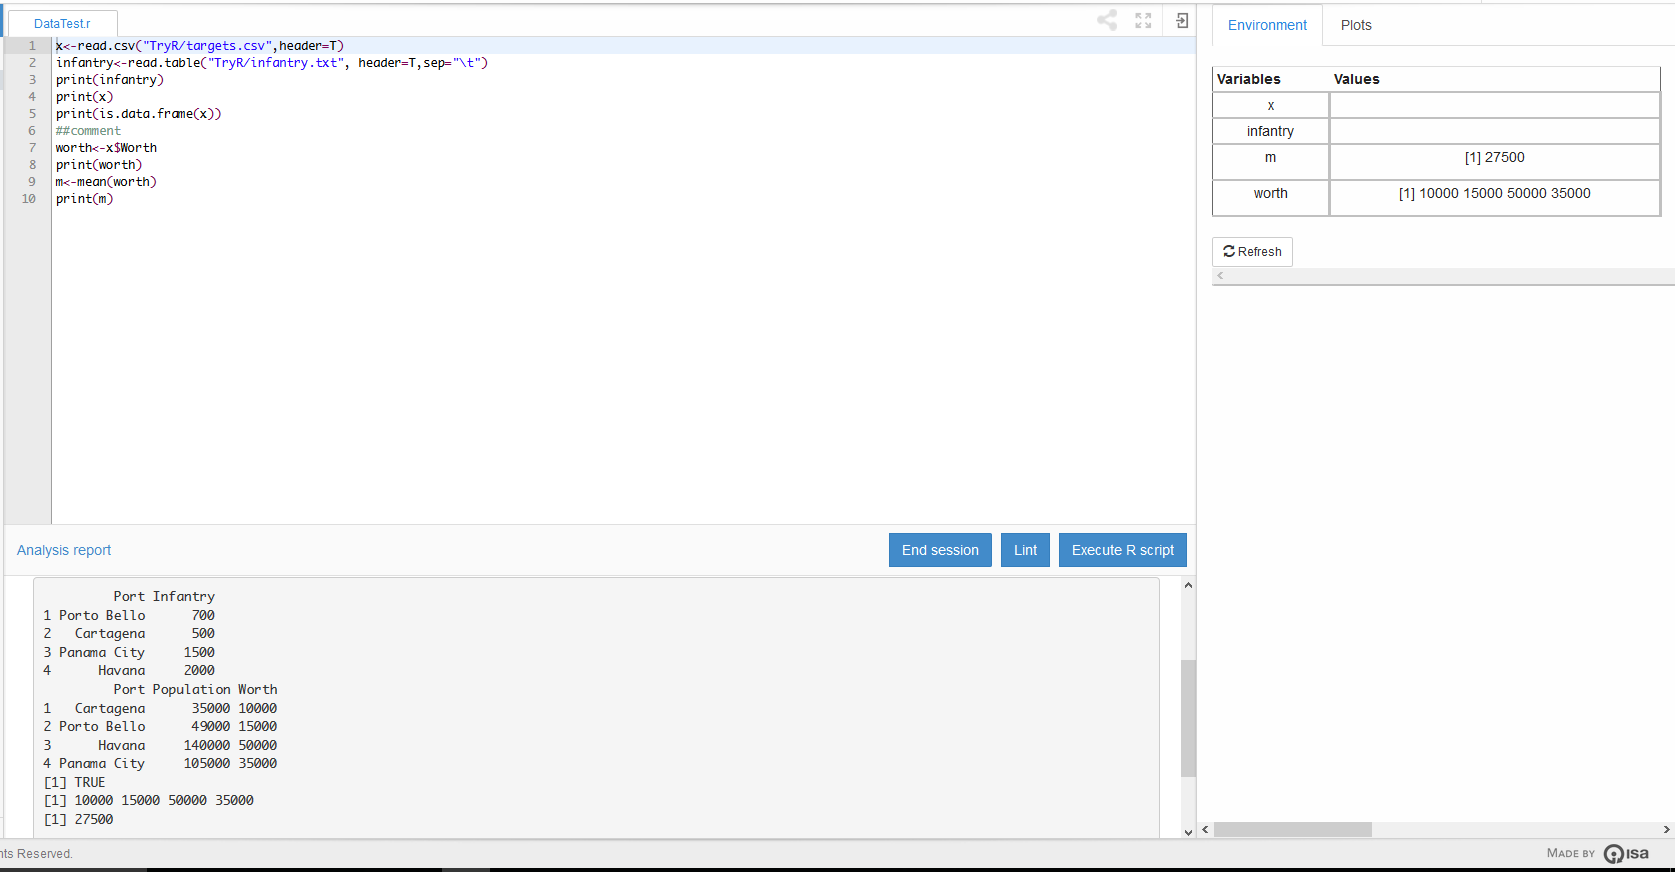 DataTest.r
1 x<-read.csv("TryR/targets.csv",header=T)
2 infantry<-read.table("TryR/infantry.txt", header=T,sep="\t")
3 print(infantry)
4 print(x)
5 print(is.data.frame(x))
6 ##comment
7 worth<-x$Worth
8 print(worth)
9 m<-mean(worth)
10 print(m)
Analysis report
End session
Lint
Execute R script
Port Infantry
1 Porto Bello 700
2 Cartagena 500
3 Panama City 1500
4 Havana 2000
Port Population Worth
1 Cartagena 35000 10000
2 Porto Bello 49000 15000
3 Havana 140000 50000
4 Panama City 105000 35000
[1] TRUE
[1] 10000 15000 50000 35000
[1] 27500
Environment
Plots
Variables Values
x
infantry
m [1] 27500
worth [1] 10000 15000 50000 35000
Refresh
nts Reserved.
MADE BY